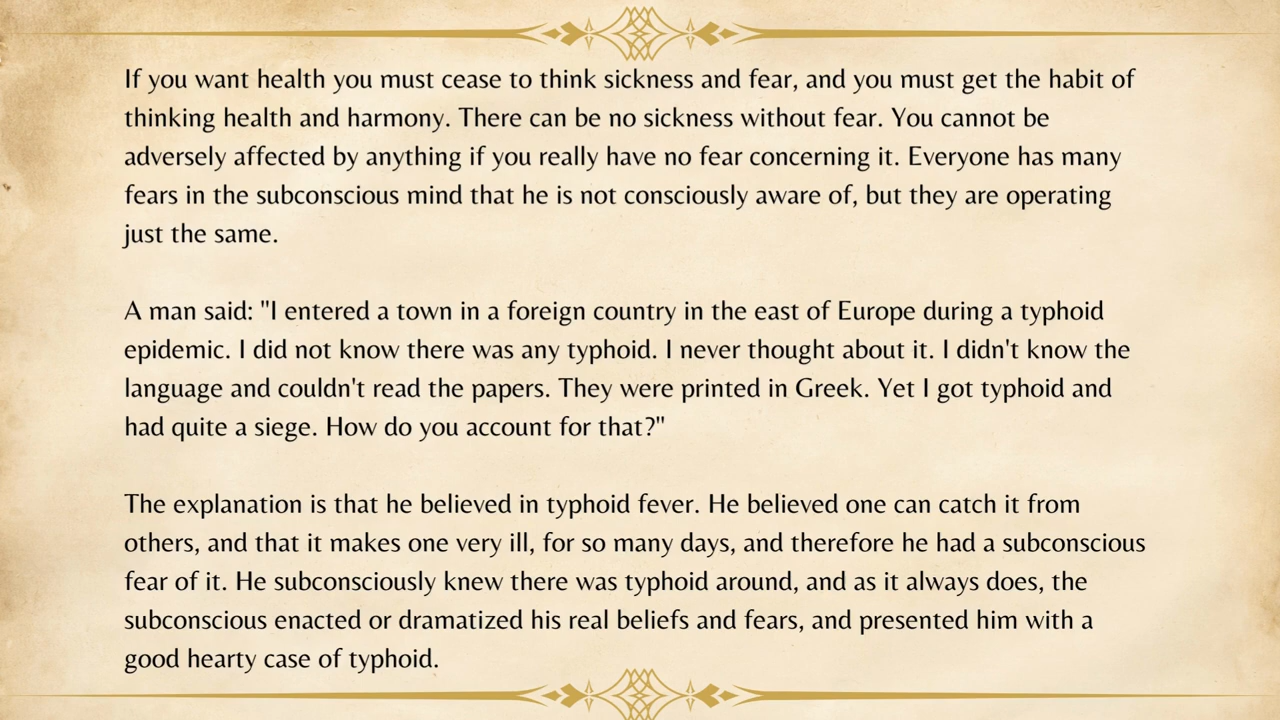 If you want health you must cease to think sickness and fear, and you must get the habit of
thinking health and harmony. There can be no sickness without fear. You cannot be
adversely affected by anything if you really have no fear concerning it. Everyone has many
fears in the subconscious mind that he is not consciously aware of, but they are operating
just the same.
A man said: "I entered a town in a foreign country in the east of Europe during a typhoid
epidemic. I did not know there was any typhoid. I never thought about it. I didn't know the
language and couldn't read the papers. They were printed in Greek. Yet I got typhoid and
had quite a siege. How do you account for that?"
The explanation is that he believed in typhoid fever. He believed one can catch it from
others, and that it makes one very ill, for so many days, and therefore he had a subconscious
fear of it. He subconsciously knew there was typhoid around, and as it always does, the
subconscious enacted or dramatized his real beliefs and fears, and presented him with a
good hearty case of typhoid.